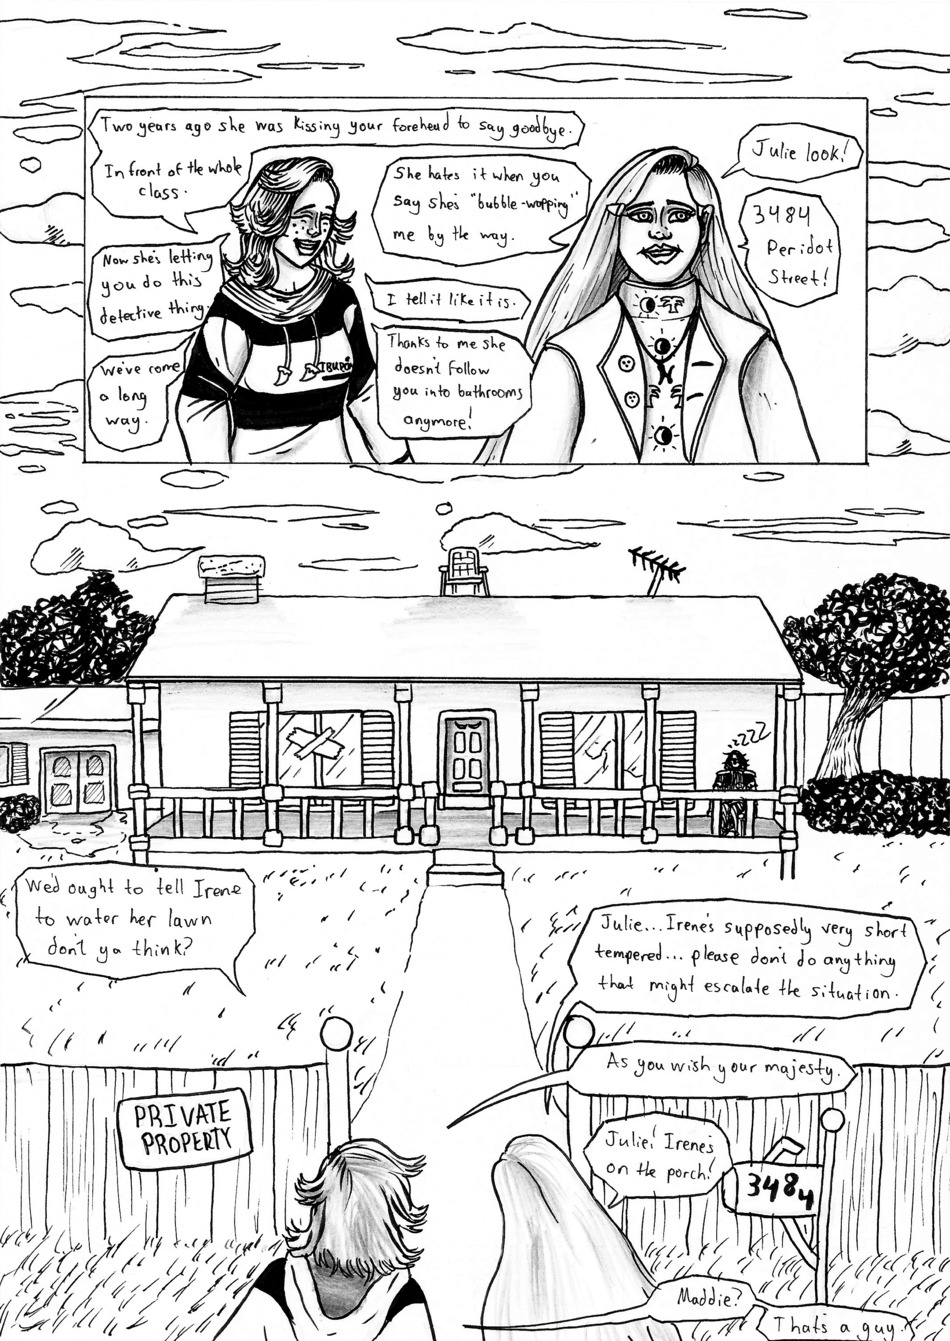 Two years ago she was kissing your forehead to say goodbye.
In front of the whole
class.
She hates it when you
say she's "bubble-wrapping"
me by the way.
Julie look!
3484
Peridot
Street!
Now she's letting
you do this
detective thing.
I tell it like it is.
We've come
a long
way.
Thanks to me she
doesn't follow
you into bathrooms
anymore!
zzzz
We'd ought to tell Irene
to water her lawn
don't ya think?
Julie... Irene's supposedly very short
tempered... please don't do anything
that might escalate the situation.
As you wish your majesty.
PRIVATE
PROPERTY
Julie! Irene's
on the porch!
3484
Maddie?
That's a guy.